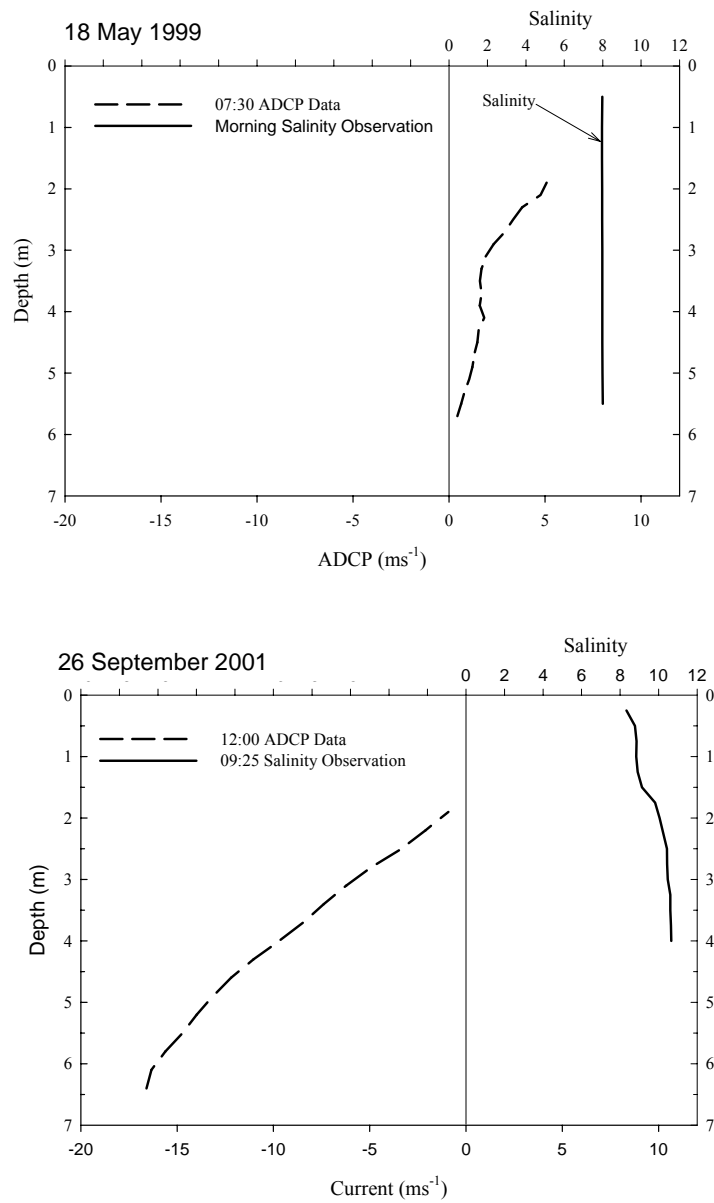 18 May 1999
Salinity
0 2 4 6 8 10 12
0 0
07:30 ADCP Data
Salinity
Morning Salinity Observation
1 1
2 2
3 3
Depth (m)
4 4
5 5
6 6
7 7
-20 -15 -10 -5 0 5 10
ADCP (ms⁻¹)
Salinity
26 September 2001
0 2 4 6 8 10 12
0 0
12:00 ADCP Data
09:25 Salinity Observation
1 1
2 2
3 3
Depth (m)
4 4
5 5
6 6
7 7
-20 -15 -10 -5 0 5 10
Current (ms⁻¹)